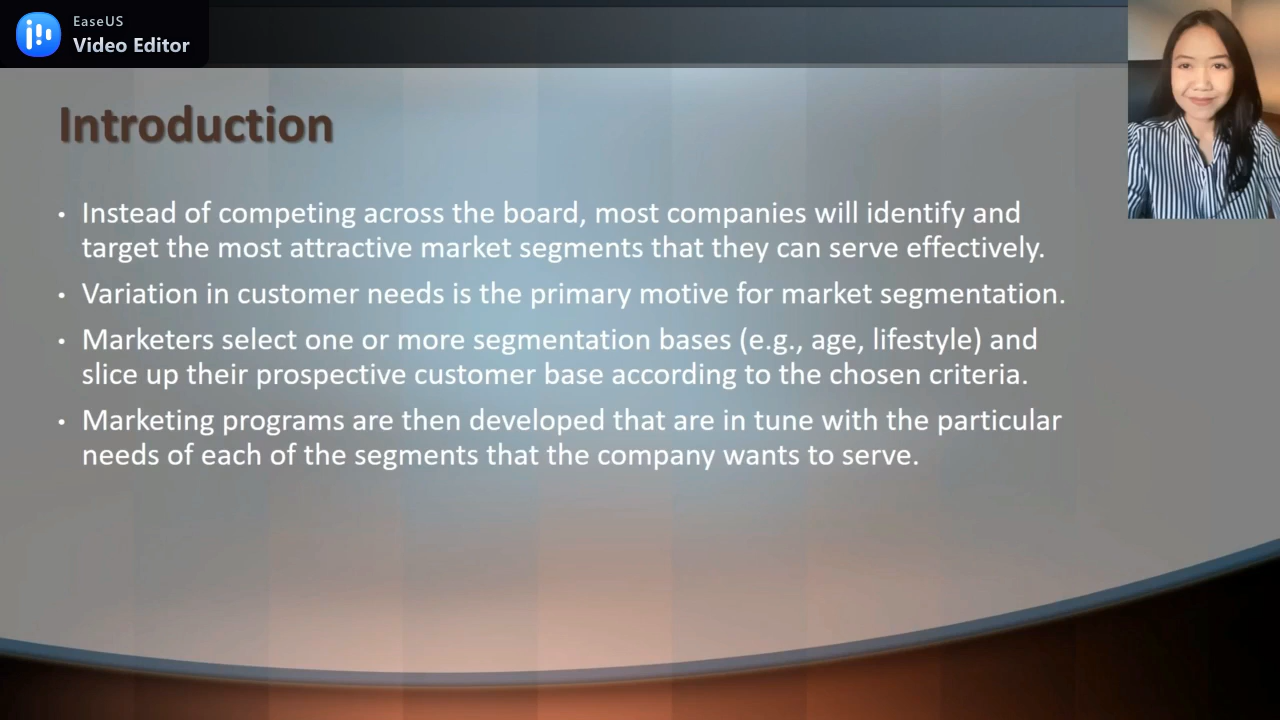 EaseUS
Video Editor
Introduction
• Instead of competing across the board, most companies will identify and
target the most attractive market segments that they can serve effectively.
• Variation in customer needs is the primary motive for market segmentation.
• Marketers select one or more segmentation bases (e.g., age, lifestyle) and
slice up their prospective customer base according to the chosen criteria.
• Marketing programs are then developed that are in tune with the particular
needs of each of the segments that the company wants to serve.